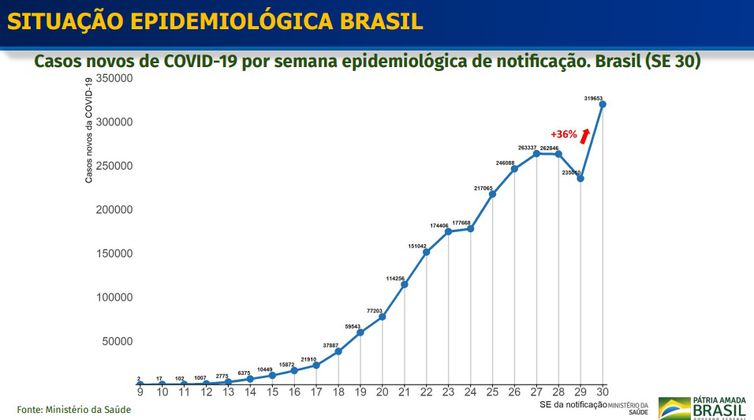 SITUAÇÃO EPIDEMIOLÓGICA BRASIL
Casos novos de COVID-19 por semana epidemiológica de notificação. Brasil (SE 30)
Casos novos da COVID-19
350000
300000
250000
200000
150000
100000
50000
2
17
102
1007
2775
6375
10449
15872
21910
37887
59543
77203
114256
151042
174406
177668
217065
246088
263337
262846
319653
+36%
9 10 11 12 13 14 15 16 17 18 19 20 21 22 23 24 25 26 27 28 29 30
SE da notificação
Fonte: Ministério da Saúde
MINISTÉRIO DA
SAÚDE
PÁTRIA AMADA
BRASIL